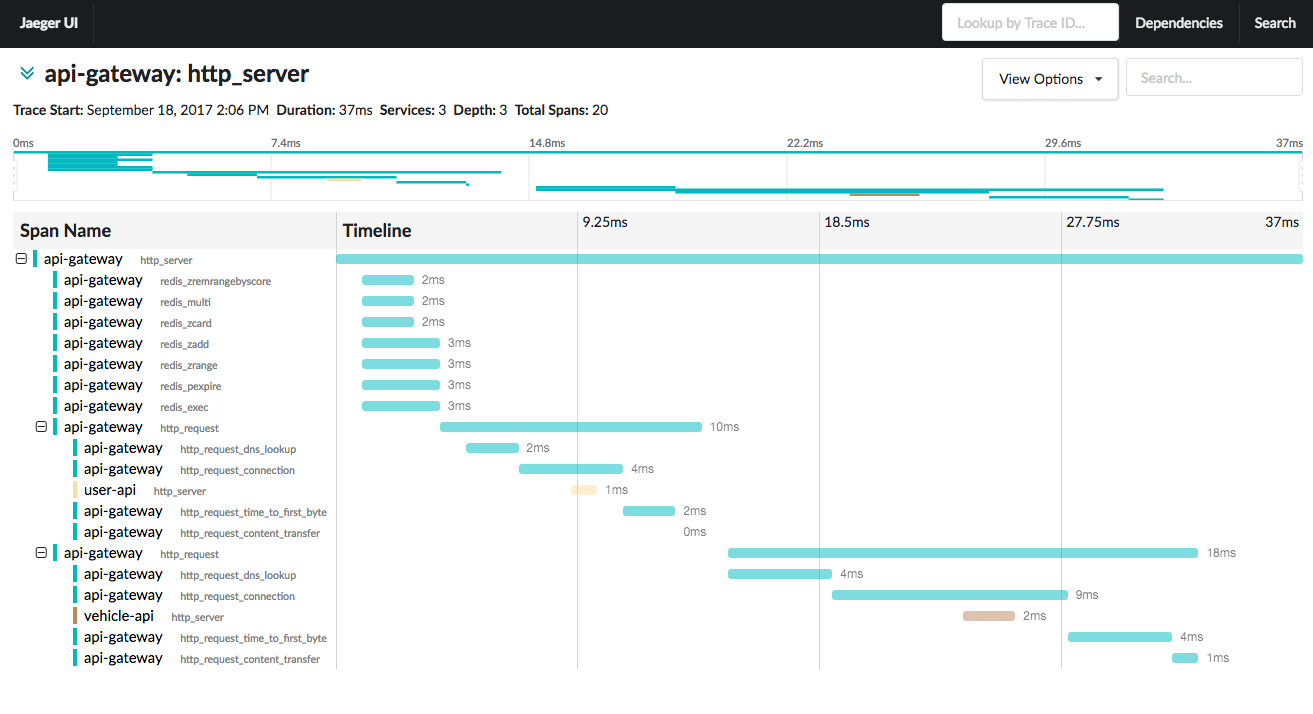 Jaeger UI Lookup by Trace ID... Dependencies Search
api-gateway: http_server View Options Search...
Trace Start: September 18, 2017 2:06 PM Duration: 37ms Services: 3 Depth: 3 Total Spans: 20
0ms 7.4ms 14.8ms 22.2ms 29.6ms 37ms
Span Name Timeline 9.25ms 18.5ms 27.75ms 37ms
api-gateway http_server
api-gateway redis_zremrangebyscore 2ms
api-gateway redis_multi 2ms
api-gateway redis_zcard 2ms
api-gateway redis_zadd 3ms
api-gateway redis_zrange 3ms
api-gateway redis_pexpire 3ms
api-gateway redis_exec 3ms
api-gateway http_request 10ms
api-gateway http_request_dns_lookup 2ms
api-gateway http_request_connection 4ms
user-api http_server 1ms
api-gateway http_request_time_to_first_byte 2ms
api-gateway http_request_content_transfer 0ms
api-gateway http_request 18ms
api-gateway http_request_dns_lookup 4ms
api-gateway http_request_connection 9ms
vehicle-api http_server 2ms
api-gateway http_request_time_to_first_byte 4ms
api-gateway http_request_content_transfer 1ms